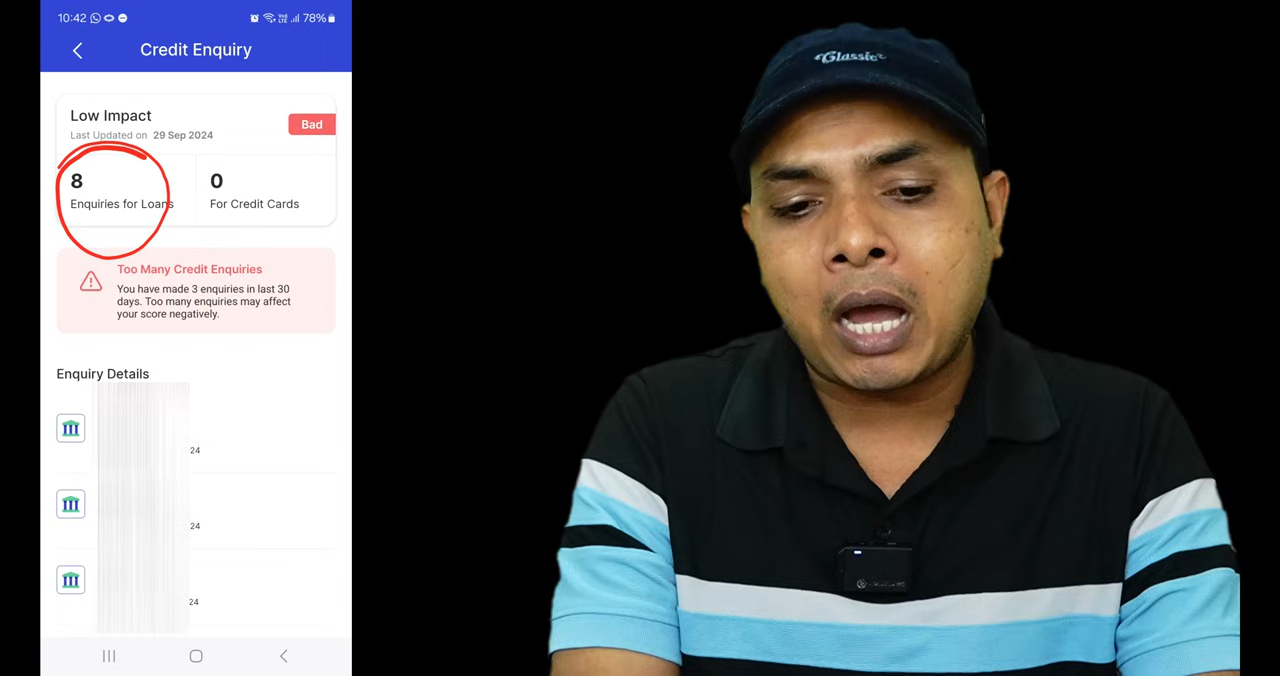 10:42
78%
Credit Enquiry
Low Impact
Last Updated on 29 Sep 2024
Bad
8
Enquiries for Loans
0
For Credit Cards
Too Many Credit Enquiries
You have made 3 enquiries in last 30
days. Too many enquiries may affect
your score negatively.
Enquiry Details
24
24
24
Classic